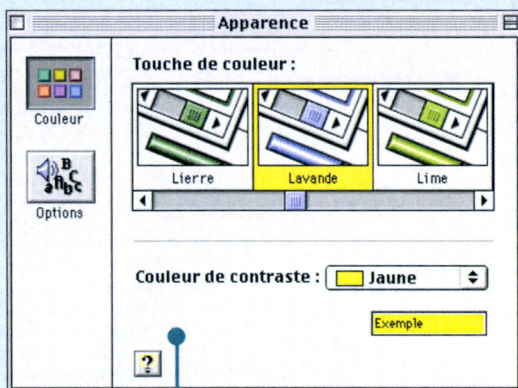 Apparence
Couleur
Options
Touche de couleur :
Lierre
Lavande
Lime
Couleur de contraste :
Jaune
Exemple
?